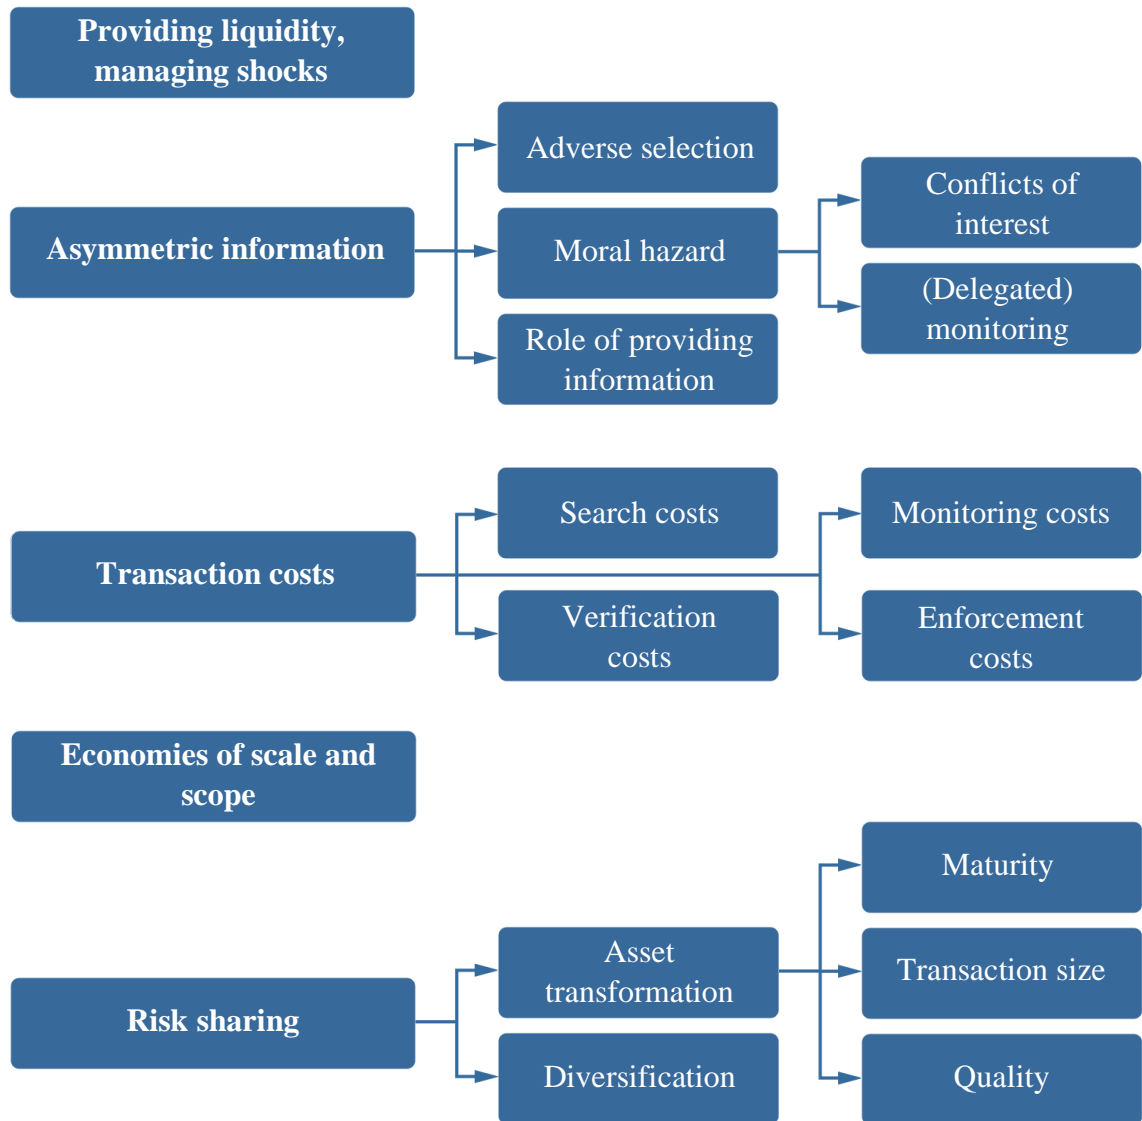 Providing liquidity,
managing shocks
Adverse selection
Conflicts of
interest
Asymmetric information
Moral hazard
(Delegated)
monitoring
Role of providing
information
Search costs
Monitoring costs
Transaction costs
Verification
costs
Enforcement
costs
Economies of scale and
scope
Maturity
Asset
transformation
Transaction size
Risk sharing
Diversification
Quality